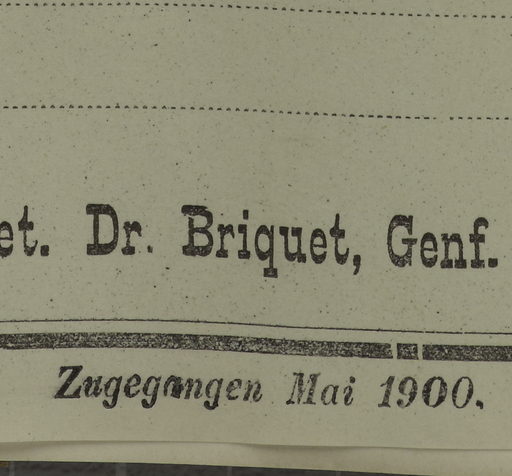 et. Dr. Briquet, Genf.
Zugegangen Mai 1900.